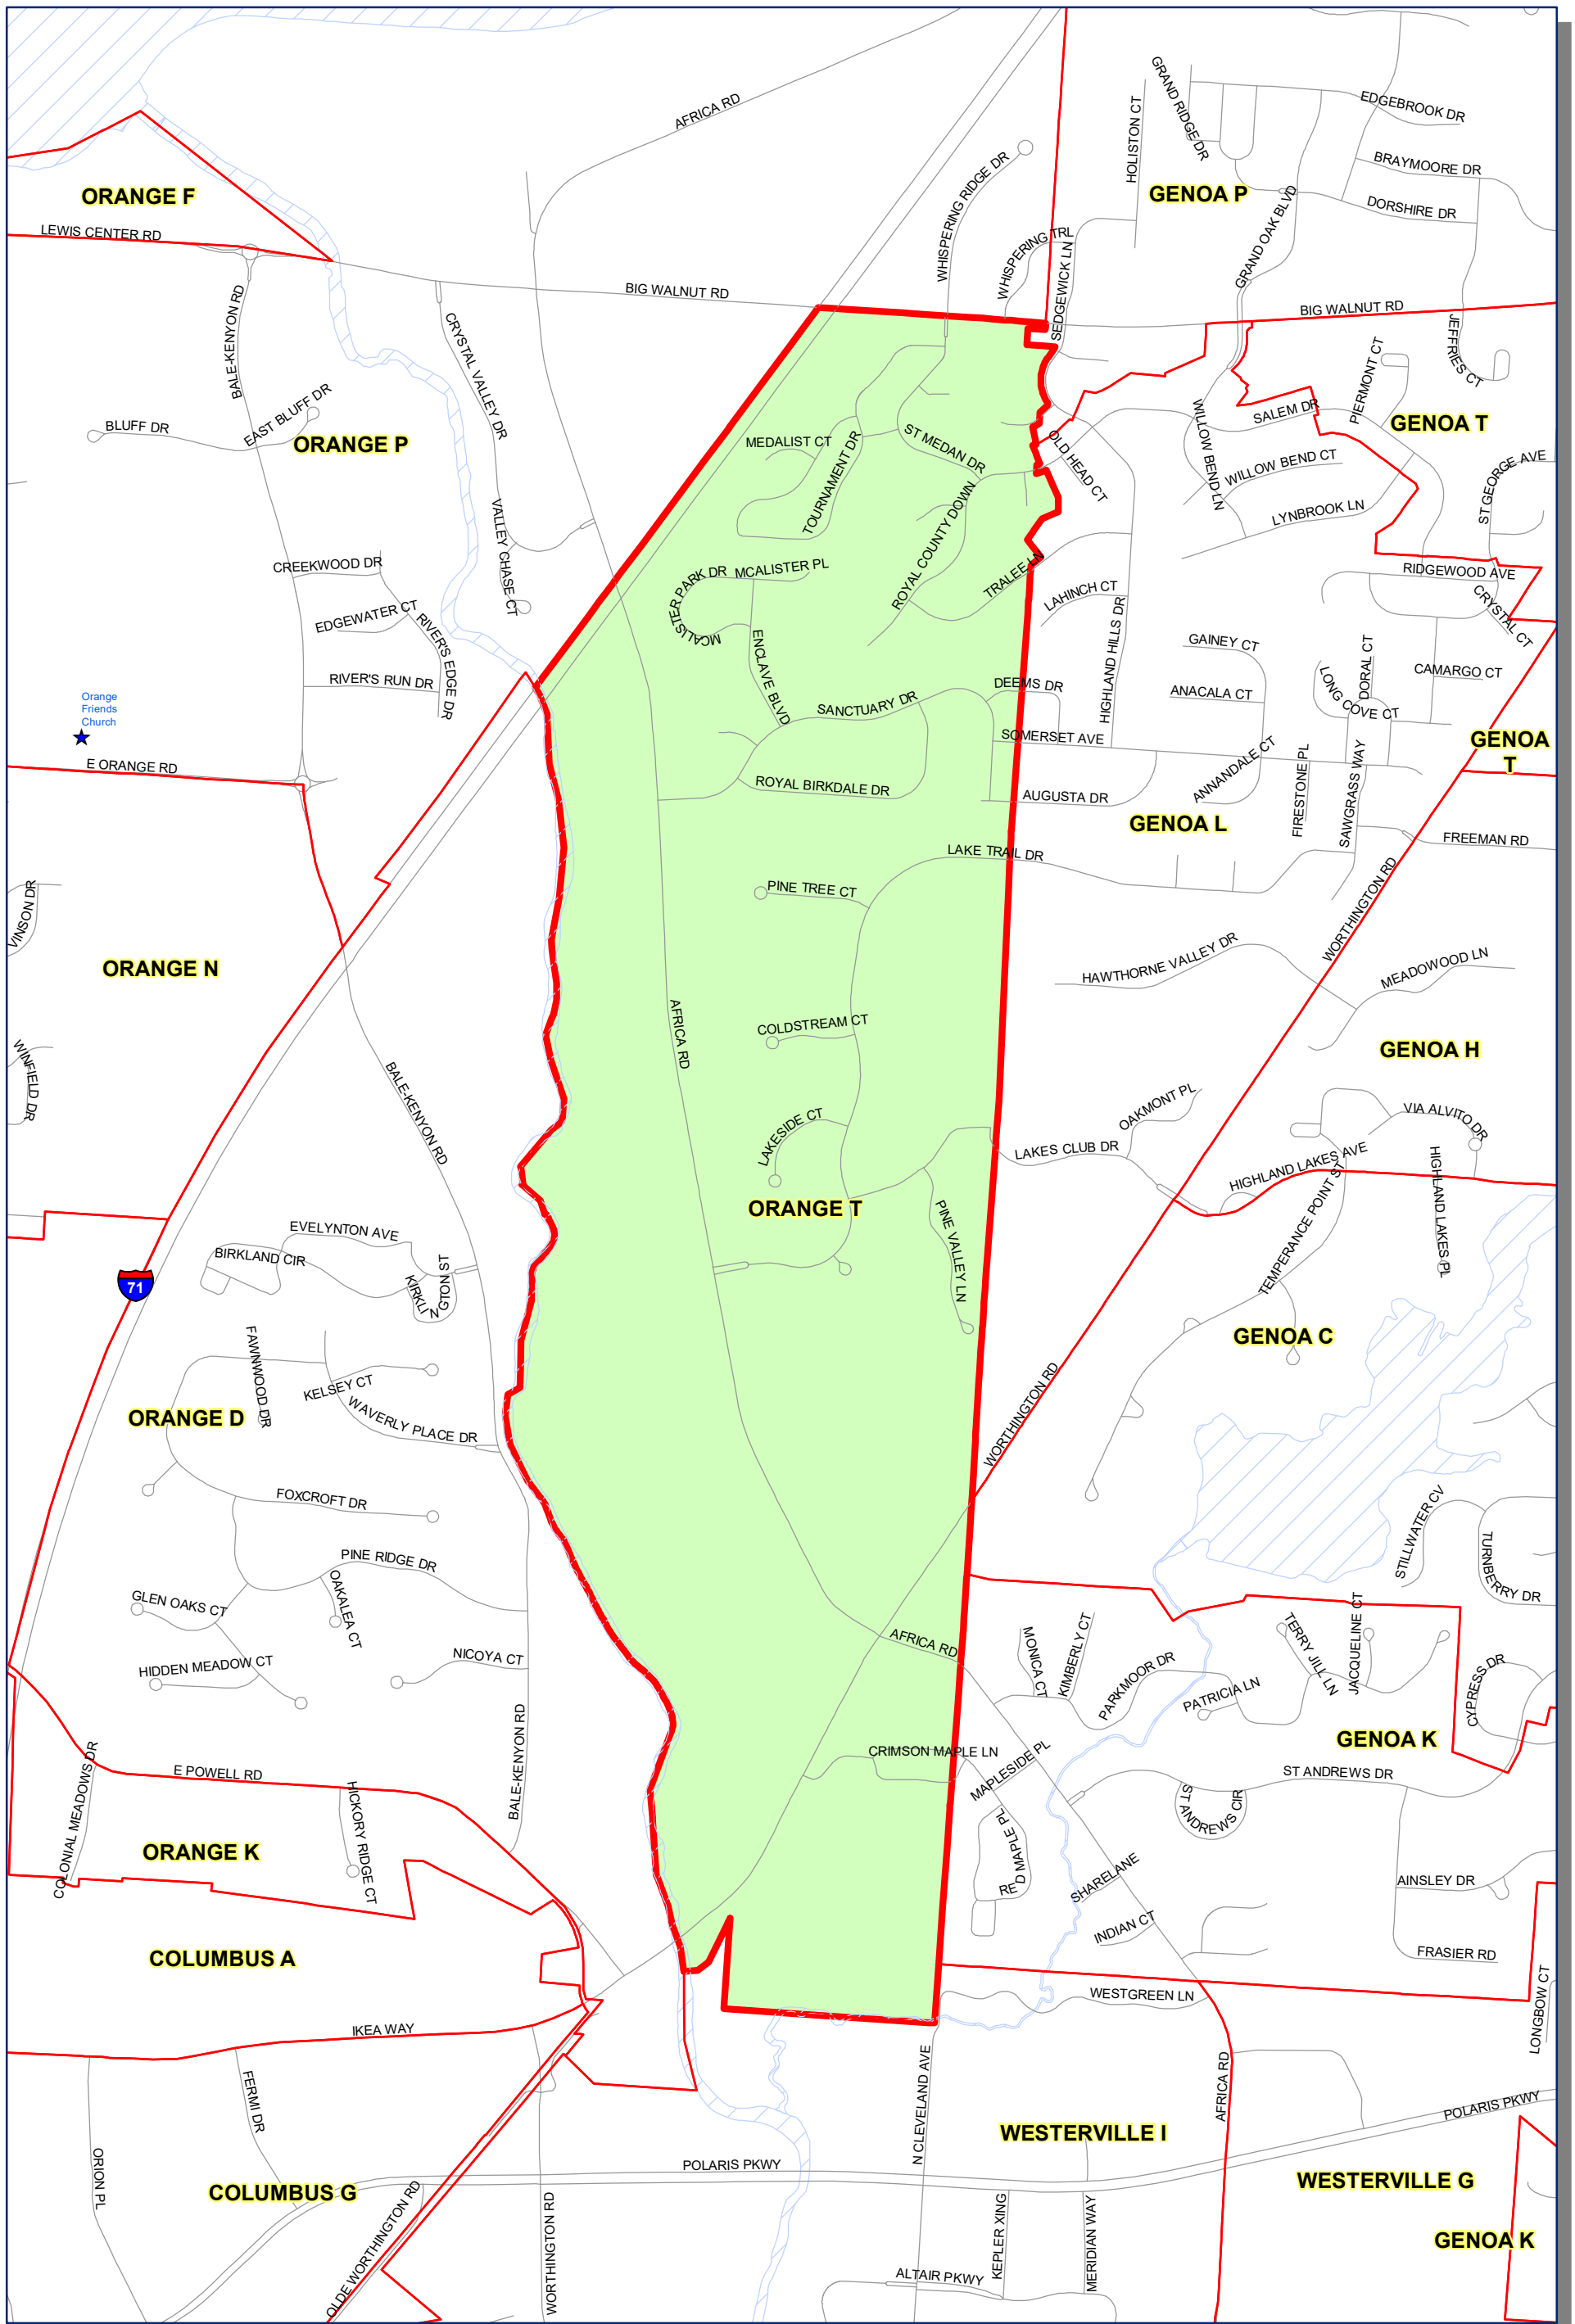 AFRICA RD
GRAND RIDGE DR
EDGEBROOK DR
HOLISTON CT
BRAYMOORE DR
GENOA P
DORSHIRE DR
ORANGE F
LEWIS CENTER RD
WHISPERING RIDGE DR
WHISPERING TRL
SEDGEWICK LN
GRAND OAK BLVD
BIG WALNUT RD
BIG WALNUT RD
BALE-KENYON RD
CRYSTAL VALLEY DR
JEFFRIES CT
PIERMONT CT
EAST BLUFF DR
BLUFF DR
ORANGE P
MEDALIST CT
TOURNAMENT DR
ST MEDAN DR
OLD HEAD CT
WILLOW BEND LN
SALEM DR
GENOA T
WILLOW BEND CT
ST GEORGE AVE
LYNBROOK LN
VALLEY CHASE CT
ROYAL COUNTY DOWN
CREEKWOOD DR
MCALISTER PARK DR
MCALISTER PL
MCALISTER
TRALEE LN
LAHINCH CT
RIDGEWOOD AVE
CRYSTAL CT
EDGEWATER CT
RIVER'S EDGE DR
ENCLAVE BLVD
HIGHLAND HILLS DR
GAINEY CT
DORAL CT
CAMARGO CT
RIVER'S RUN DR
DEEMS DR
ANACALA CT
LONG COVE CT
Orange
Friends
Church
SANCTUARY DR
SOMERSET AVE
GENOA
T
E ORANGE RD
ROYAL BIRKDALE DR
AUGUSTA DR
ANNANDALE CT
FIRESTONE PL
SAWGRASS WAY
GENOA L
FREEMAN RD
LAKE TRAIL DR
PINE TREE CT
VINSON DR
WORTHINGTON RD
ORANGE N
HAWTHORNE VALLEY DR
MEADOWOOD LN
AFRICA RD
COLDSTREAM CT
WINFIELD DR
GENOA H
BALE-KENYON RD
LAKESIDE CT
OAKMONT PL
VIA ALVITO DR
LAKES CLUB DR
HIGHLAND LAKES AVE
HIGHLAND LAKES PL
ORANGE T
TEMPERANCE POINT ST
PINE VALLEY LN
EVELYNTON AVE
BIRKLAND CIR
KIRKLI
N
GTON ST
71
GENOA C
FAWNWOOD DR
KELSEY CT
WAVERLY PLACE DR
ORANGE D
WORTHINGTON RD
FOXCROFT DR
STILLWATER CV
TURNBERRY DR
PINE RIDGE DR
OAKALEA CT
GLEN OAKS CT
AFRICA RD
MONICA CT
KIMBERLY CT
PARKMOOR DR
TERRY JILL LN
JACQUELINE CT
HIDDEN MEADOW CT
NICOYA CT
PATRICIA LN
CYPRESS DR
GENOA K
BALE-KENYON RD
CRIMSON MAPLE LN
MAPLESIDE PL
E POWELL RD
ST ANDREWS DR
COLONIAL MEADOWS DR
HICKORY RIDGE CT
ST ANDREWS CIR
ORANGE K
RE
D MAPLE PL
SHARELANE
AINSLEY DR
INDIAN CT
COLUMBUS A
FRASIER RD
WESTGREEN LN
LONGBOW CT
IKEA WAY
FERMI DR
N CLEVELAND AVE
AFRICA RD
POLARIS PKWY
WESTERVILLE I
ORION PL
POLARIS PKWY
COLUMBUS G
WESTERVILLE G
OLDE WORTHINGTON RD
WORTHINGTON RD
KEPLER XING
MERIDIAN WAY
GENOA K
ALTAIR PKWY